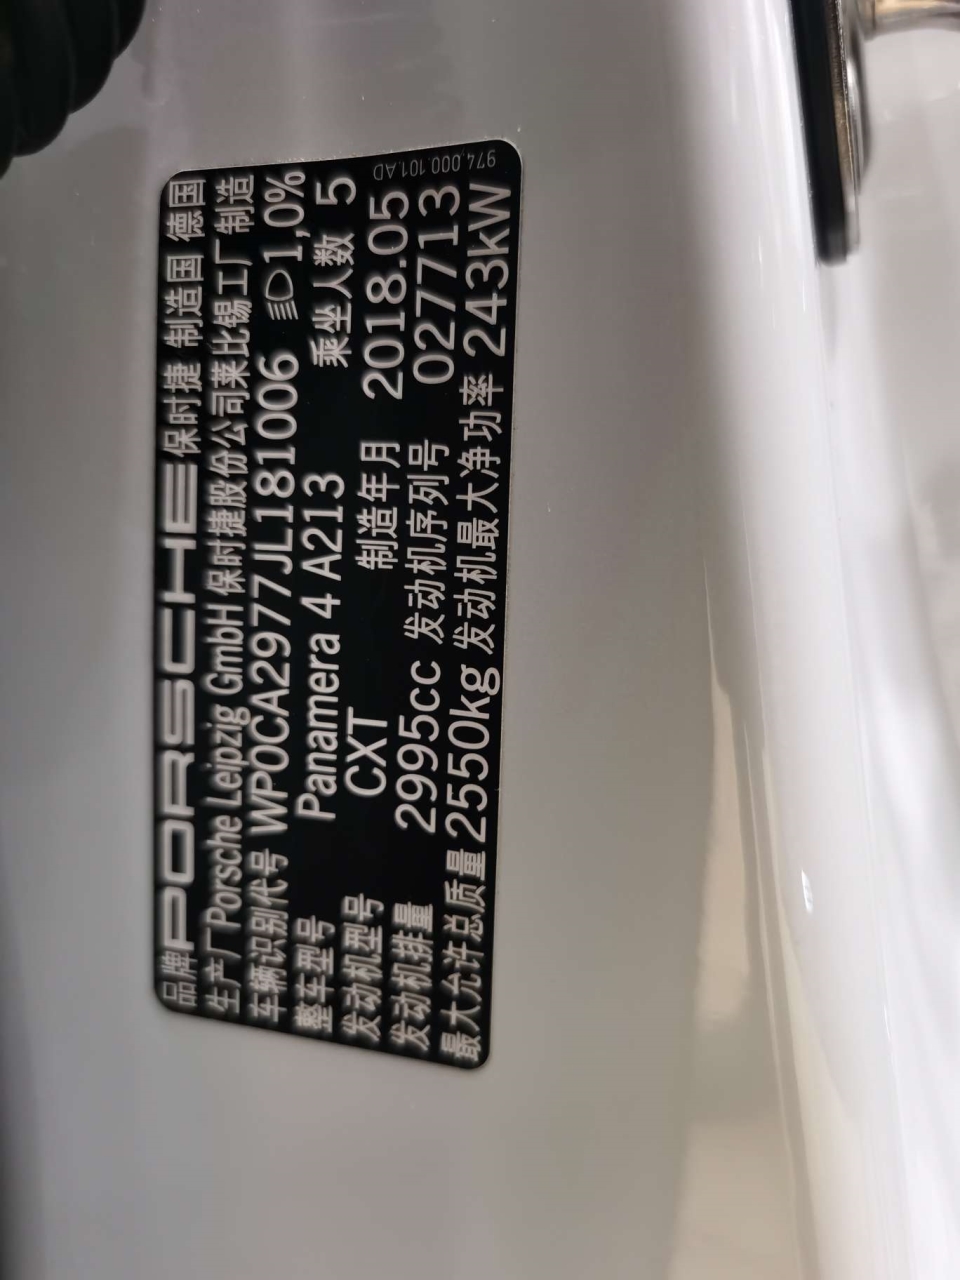 品牌 PORSCHE 保时捷 制造国 德国
生产厂 Porsche Leipzig GmbH 保时捷股份公司莱比锡工厂制造
车辆识别代号 WP0CA2977JL181006 1,0%
整车型号 Panamera 4 A213 乘坐人数 5
发动机型号 CXT 制造年月 2018.05
发动机排量 2995cc 发动机序列号 027713
最大允许总质量 2550kg 发动机最大净功率 243kW
974.000.101.AD